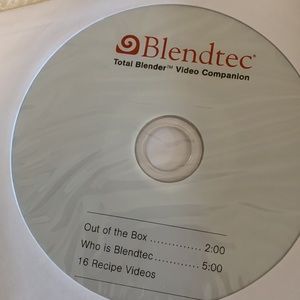 Blendtec®
Total Blender™ Video Companion
Out of the Box .............. 2:00
Who is Blendtec ............ 5:00
16 Recipe Videos